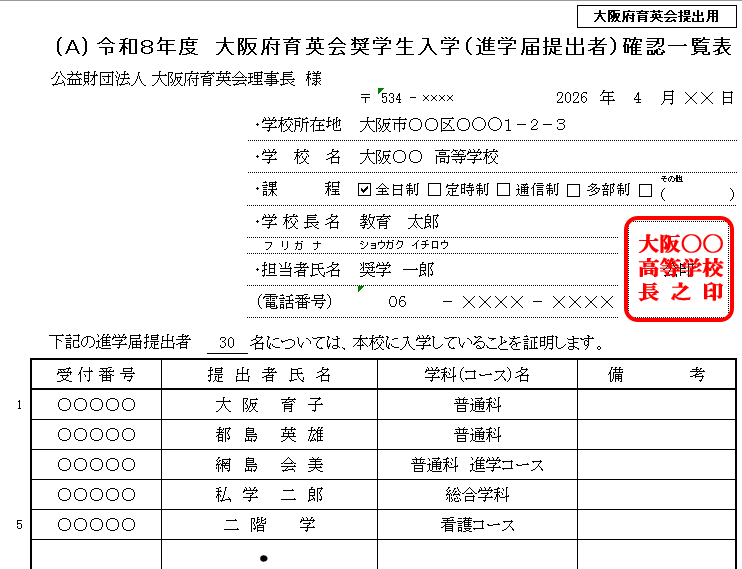 大阪府育英会提出用
(A) 令和8年度 大阪府育英会奨学生入学(進学届提出者)確認一覧表
公益財団法人 大阪府育英会理事長 様
〒 534 - ×××× 2026 年 4 月 ×× 日
・学校所在地 大阪市〇〇区〇〇〇1-2-3
・学校名 大阪〇〇 高等学校
・課程 ☑全日制 □定時制 □通信制 □多部制 □その他( )
・学校長名 教育 太郎
フリガナ ショウガク イチロウ
・担当者氏名 奨学 一郎
(電話番号) 06 - ×××× - ××××
大阪〇〇
高等学校
長之印
下記の進学届提出者 30 名については、本校に入学していることを証明します。
受付番号 提出者氏名 学科(コース)名 備考
1 〇〇〇〇〇 大阪 育子 普通科
〇〇〇〇〇 都島 英雄 普通科
〇〇〇〇〇 網島 会美 普通科 進学コース
〇〇〇〇〇 私学 二郎 総合学科
5 〇〇〇〇〇 二階 学 看護コース
●